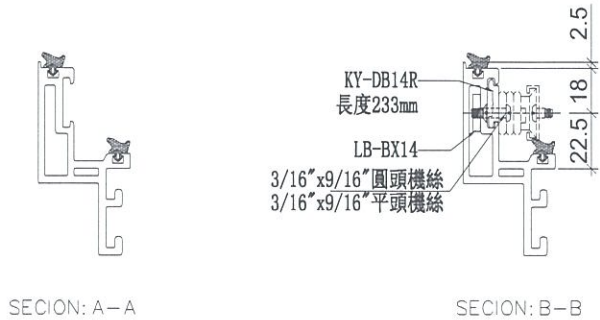 2.5
KY-DB14R
長度233mm
18
LB-BX14
22.5
3/16"x9/16"圓頭機絲
3/16"x9/16"平頭機絲
SECION: A-A
SECION: B-B